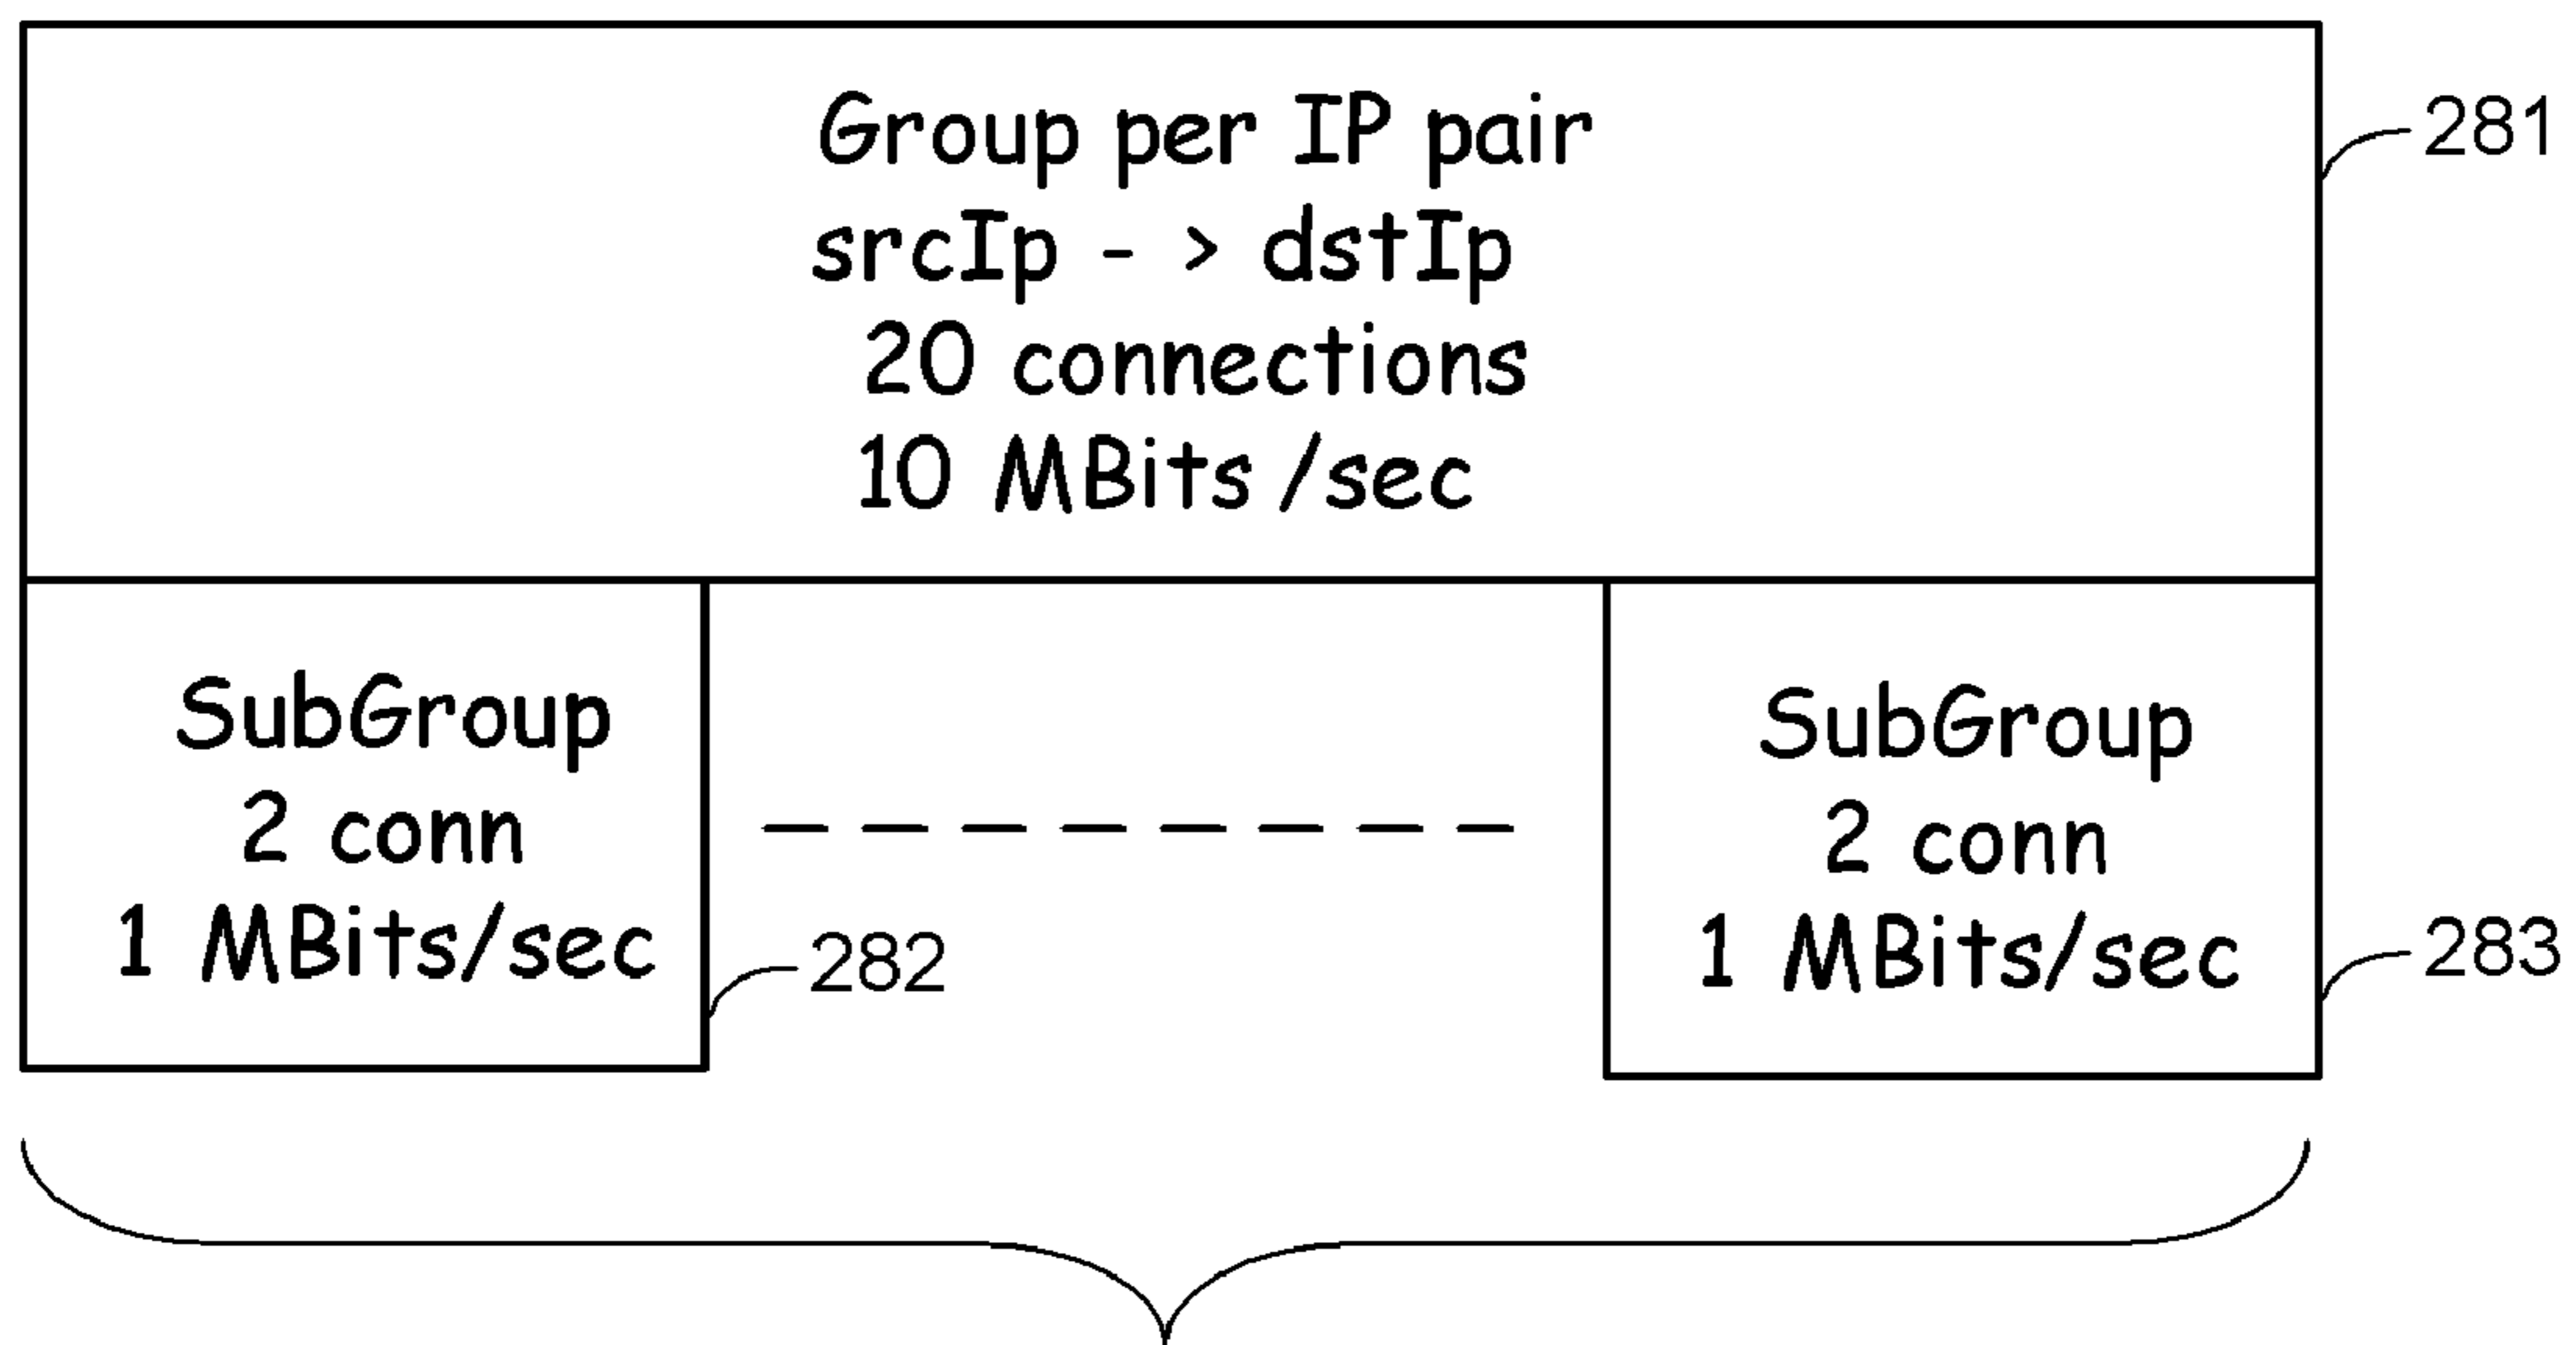 Group per IP pair
srcIp - > dstIp
20 connections
10 MBits /sec
281
SubGroup
2 conn
1 MBits/sec
282
SubGroup
2 conn
1 MBits/sec
283